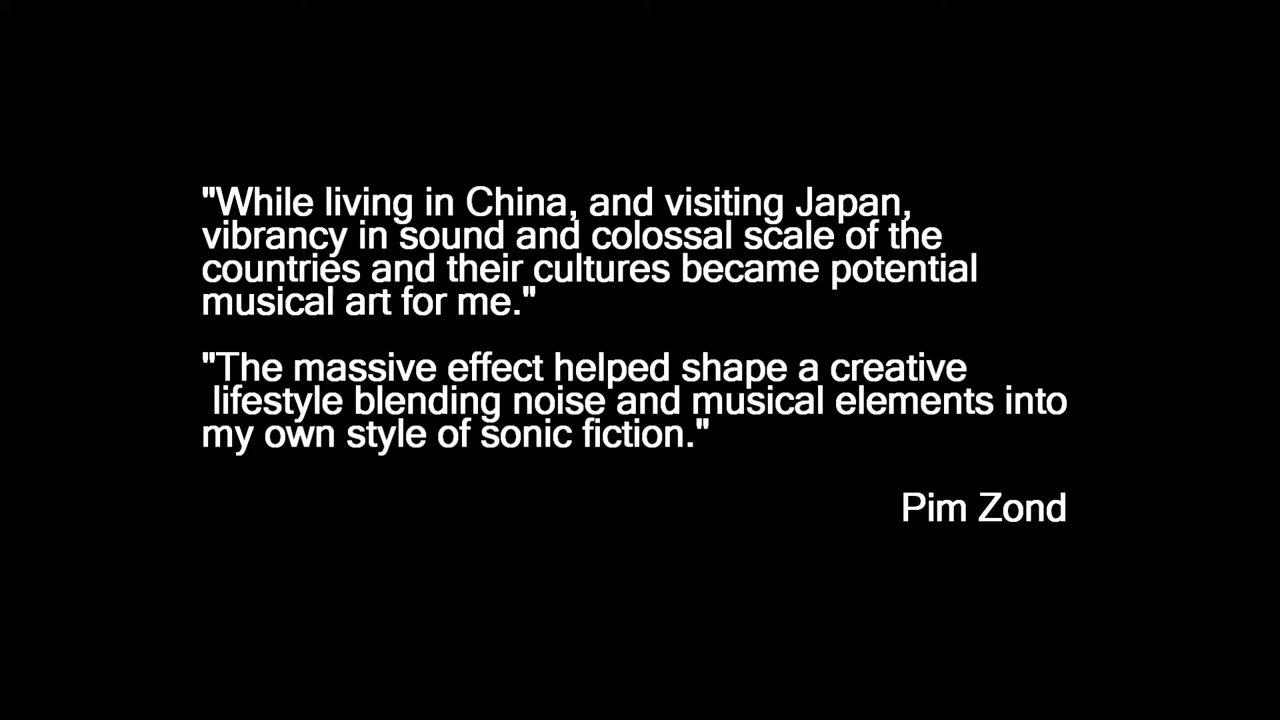 "While living in China, and visiting Japan,
vibrancy in sound and colossal scale of the
countries and their cultures became potential
musical art for me."
"The massive effect helped shape a creative
lifestyle blending noise and musical elements into
my own style of sonic fiction."
Pim Zond